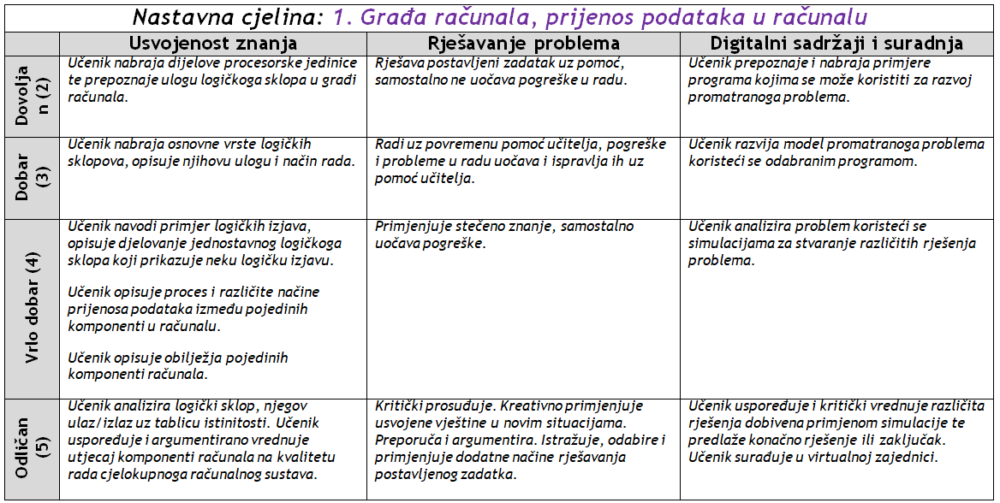 Nastavna cjelina: 1. Građa računala, prijenos podataka u računalu
Usvojenost znanja
Rješavanje problema
Digitalni sadržaji i suradnja
Dovolja
n (2)
Učenik nabraja dijelove procesorske jedinice
te prepoznaje ulogu logičkoga sklopa u građi
računala.
Rješava postavljeni zadatak uz pomoć,
samostalno ne uočava pogreške u radu.
Učenik prepoznaje i nabraja primjere
programa kojima se može koristiti za razvoj
promatranoga problema.
Dobar
(3)
Učenik nabraja osnovne vrste logičkih
sklopova, opisuje njihovu ulogu i način rada.
Radi uz povremenu pomoć učitelja, pogreške
i probleme u radu uočava i ispravlja ih uz
pomoć učitelja.
Učenik razvija model promatranoga problema
koristeći se odabranim programom.
Vrlo dobar (4)
Učenik navodi primjer logičkih izjava,
opisuje djelovanje jednostavnog logičkoga
sklopa koji prikazuje neku logičku izjavu.
Učenik opisuje proces i različite načine
prijenosa podataka između pojedinih
komponenti u računalu.
Učenik opisuje obilježja pojedinih
komponenti računala.
Primjenjuje stečeno znanje, samostalno
uočava pogreške.
Učenik analizira problem koristeći se
simulacijama za stvaranje različitih rješenja
problema.
Odličan
(5)
Učenik analizira logički sklop, njegov
ulaz/izlaz uz tablicu istinitosti. Učenik
uspoređuje i argumentirano vrednuje
utjecaj komponenti računala na kvalitetu
rada cjelokupnoga računalnog sustava.
Kritički prosuđuje. Kreativno primjenjuje
usvojene vještine u novim situacijama.
Preporuča i argumentira. Istražuje, odabire i
primjenjuje dodatne načine rješavanja
postavljenog zadatka.
Učenik uspoređuje i kritički vrednuje različita
rješenja dobivena primjenom simulacije te
predlaže konačno rješenje ili zaključak.
Učenik surađuje u virtualnoj zajednici.